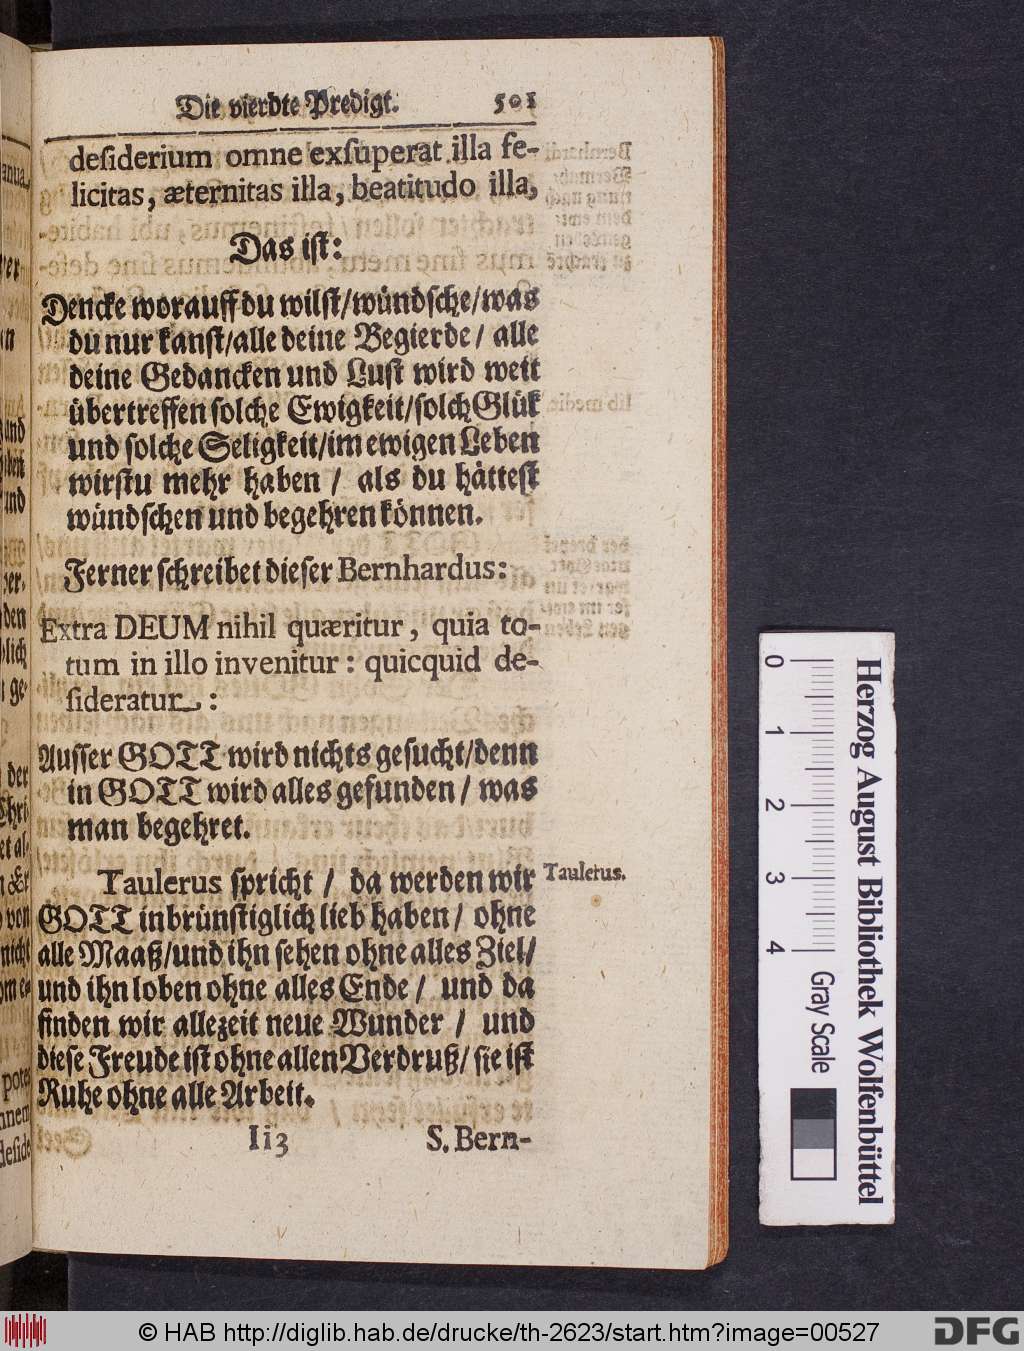 Die vierdte Predigt. 501
desiderium omne exsuperat illa fe-
licitas, æternitas illa, beatitudo illa,
Das ist:
Dencke worauff du wilst/wündsche/was
du nur kanst/alle deine Begierde/ alle
deine Gedancken und Lust wird weit
übertreffen solche Ewigkeit/solch Glük
und solche Seligkeit/im ewigen Leben
wirstu mehr haben / als du hättest
wündschen und begehren können.
Ferner schreibet dieser Bernhardus:
Extra DEUM nihil quæritur, quia to-
tum in illo invenitur: quicquid de-
sideratur:
Ausser GOTT wird nichts gesucht/denn
in GOTT wird alles gefunden / was
man begehret.
Taulerus spricht / da werden wir
Taulerus.
GOTT inbrünstiglich lieb haben/ ohne
alle Maaß/und ihn sehen ohne alles Ziel/
und ihn loben ohne alles Ende/ und da
finden wir allezeit neue Wunder / und
diese Freude ist ohne allen Verdruß/ sie ist
Ruhe ohne alle Arbeit.
Ii3 S. Bern-
0 1 2 3 4
Herzog August Bibliothek Wolfenbüttel
Gray Scale
© HAB http://diglib.hab.de/drucke/th-2623/start.htm?image=00527
DFG